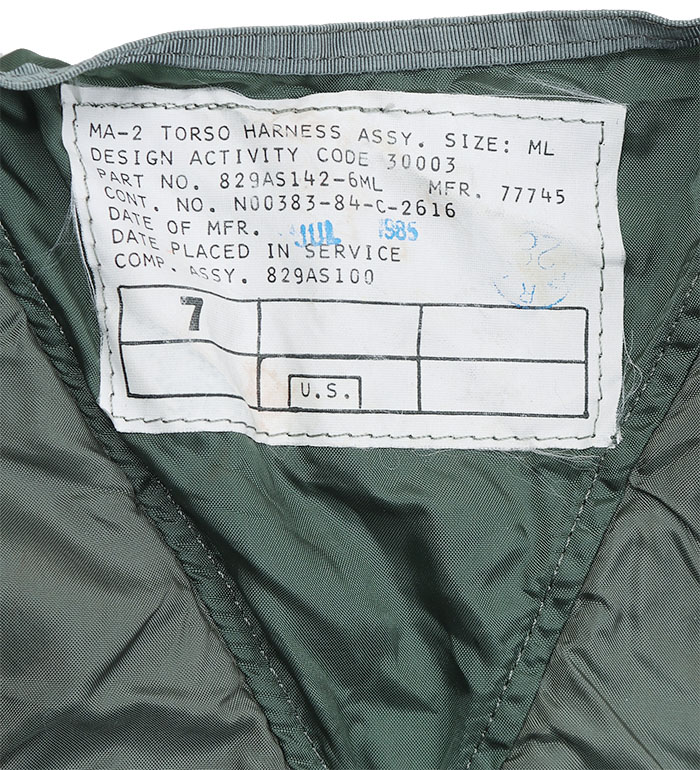 MA-2 TORSO HARNESS ASSY. SIZE: ML
DESIGN ACTIVITY CODE 30003
PART NO. 829AS142-6ML MFR. 77745
CONT. NO. N00383-84-C-2616
DATE OF MFR. JUL 1985
DATE PLACED IN SERVICE
COMP. ASSY. 829AS100
7
U.S.